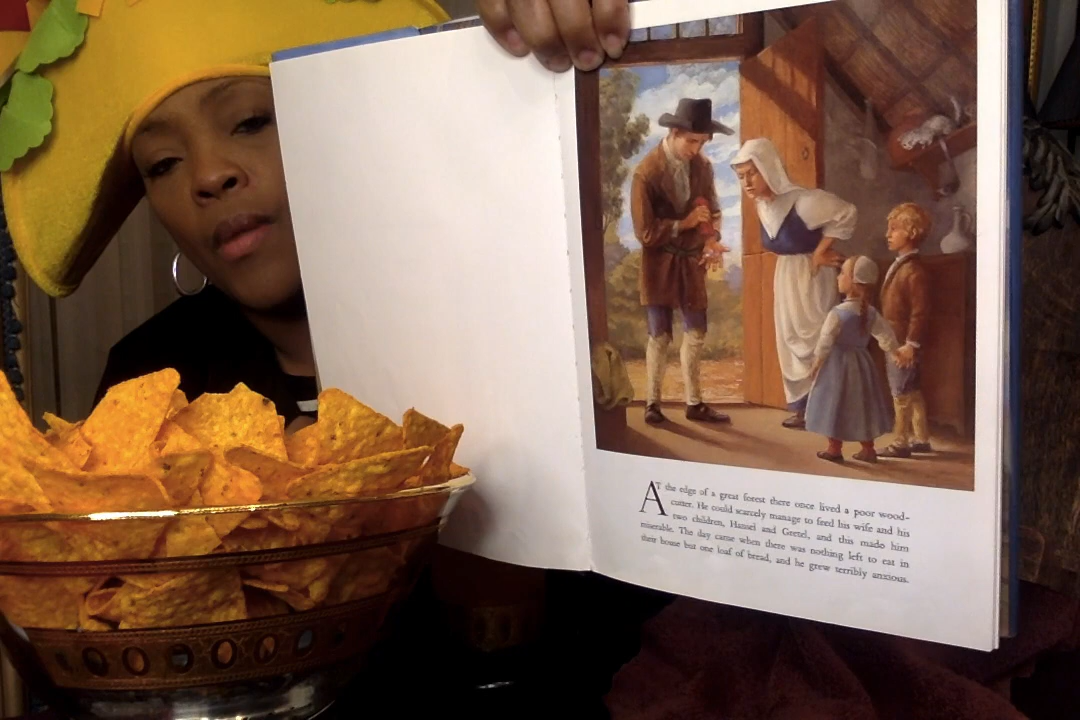 AT the edge of a great forest there once lived a poor wood-
cutter. He could scarcely manage to feed his wife and his
two children, Hansel and Gretel, and this made him
miserable. The day came when there was nothing left to eat in
their house but one loaf of bread, and he grew terribly anxious.